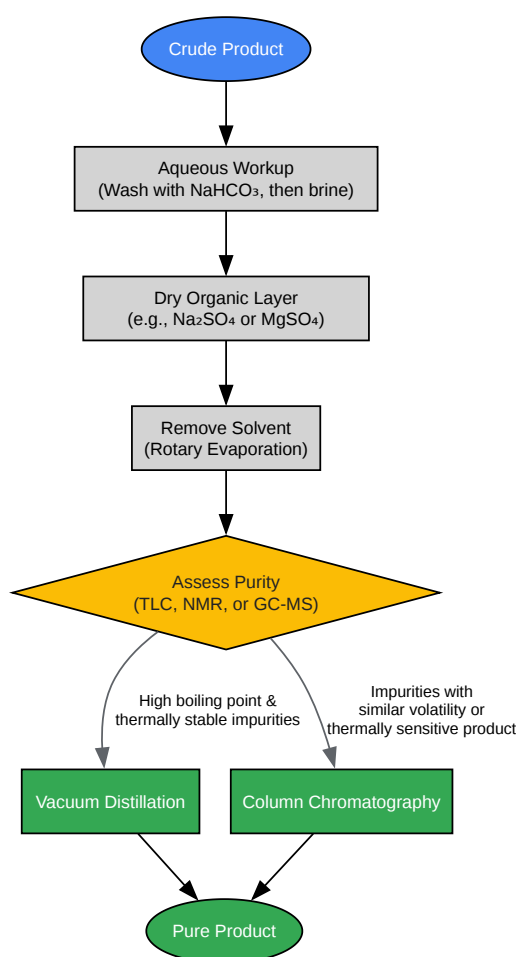 Crude Product
Aqueous Workup
(Wash with NaHCO₃, then brine)
Dry Organic Layer
(e.g., Na₂SO₄ or MgSO₄)
Remove Solvent
(Rotary Evaporation)
Assess Purity
(TLC, NMR, or GC-MS)
High boiling point &
thermally stable impurities
Impurities with
similar volatility or
thermally sensitive product
Vacuum Distillation
Column Chromatography
Pure Product